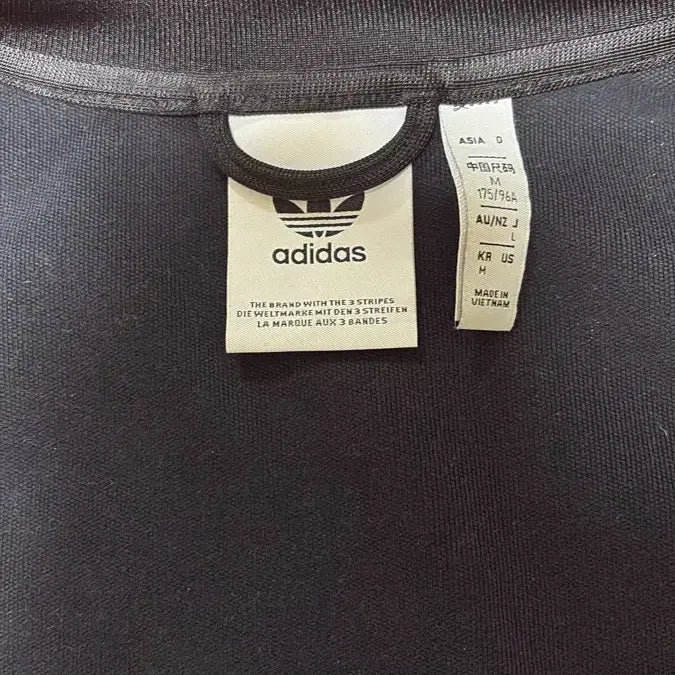 adidas
THE BRAND WITH THE 3 STRIPES
DIE WELTMARKE MIT DEN 3 STREIFEN
LA MARQUE AUX 3 BANDES
ASIA D
中国尺码
M
175/96A
AU/NZ J
L
KR US
M
MADE IN
VIETNAM